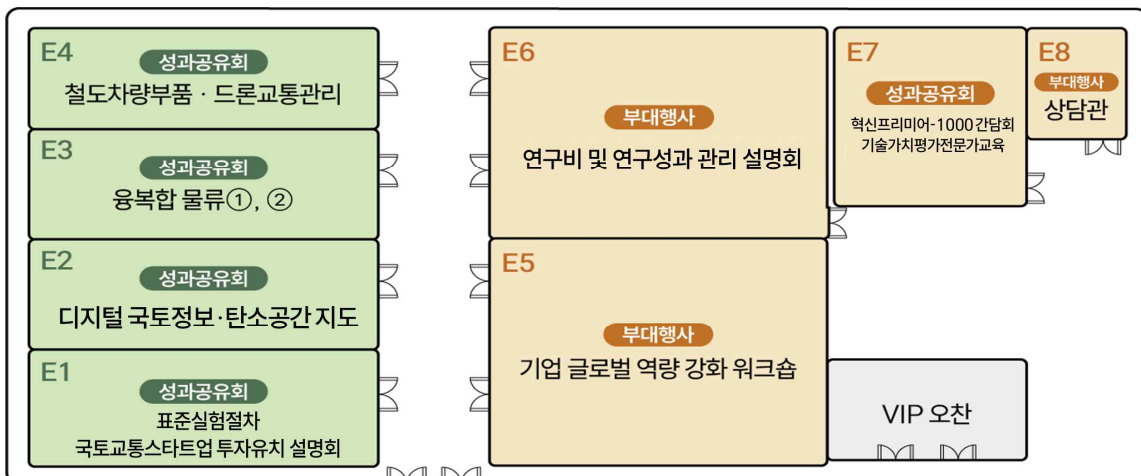 E4
성과공유회
철도차량부품 · 드론교통관리
E3
성과공유회
융복합 물류①, ②
E2
성과공유회
디지털 국토정보·탄소공간 지도
E1
성과공유회
표준실험절차
국토교통스타트업 투자유치 설명회
E6
부대행사
연구비 및 연구성과 관리 설명회
E5
부대행사
기업 글로벌 역량 강화 워크숍
E7
성과공유회
혁신프리미어-1000 간담회
기술가치평가전문가교육
E8
부대행사
상담관
VIP 오찬